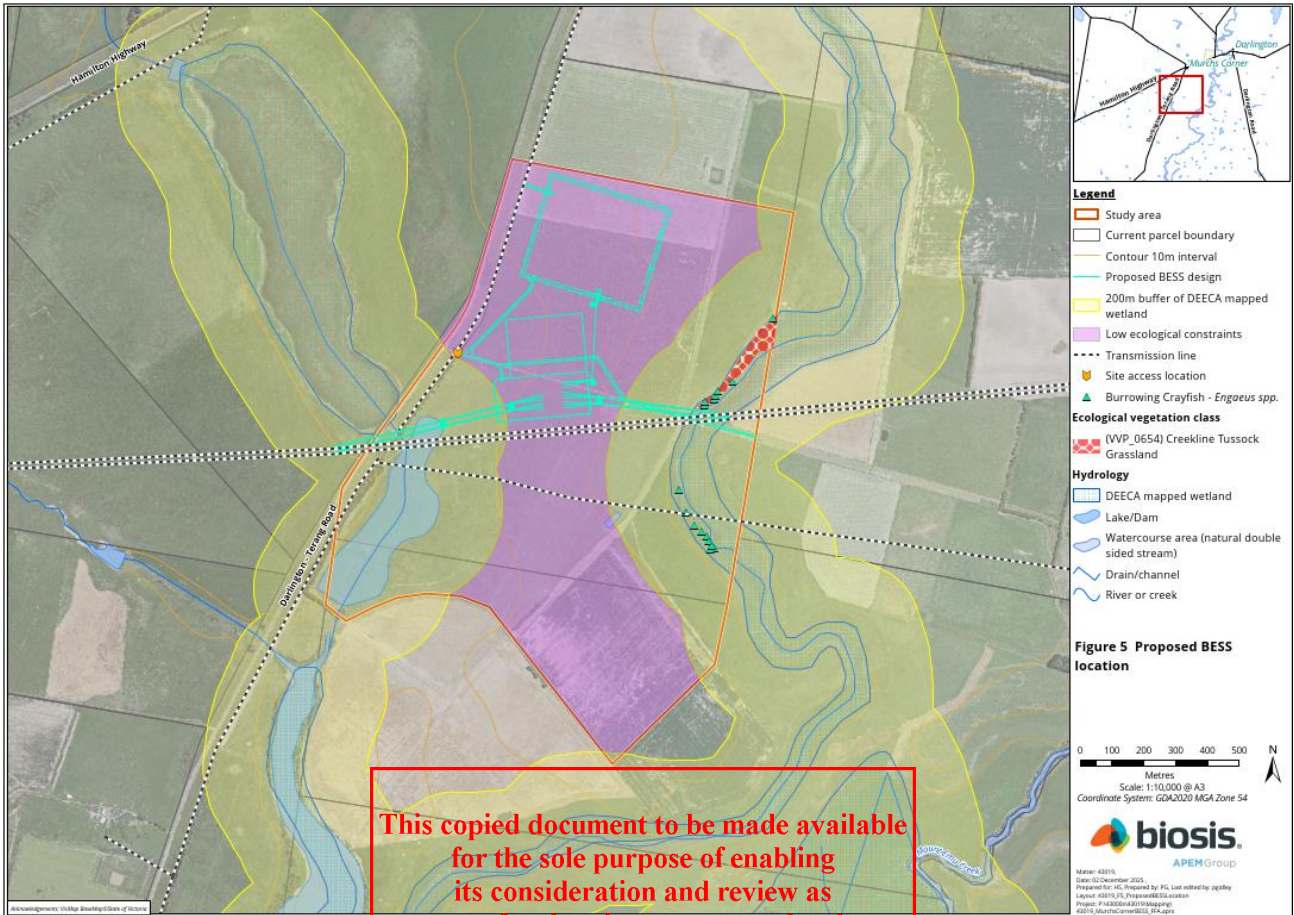 Hamilton Highway
Darlington - Terang Road
Mount Emu Creek
This copied document to be made available
for the sole purpose of enabling
its consideration and review as
Acknowledgements: VicMap BaseMap©State of Victoria
Darlington
Murchs Corner
Hamilton Highway
Darlington - Terang Road
Darlington Road
Legend
Study area
Current parcel boundary
Contour 10m interval
Proposed BESS design
200m buffer of DEECA mapped
wetland
Low ecological constraints
Transmission line
Site access location
Burrowing Crayfish - Engaeus spp.
Ecological vegetation class
(VVP_0654) Creekline Tussock
Grassland
Hydrology
DEECA mapped wetland
Lake/Dam
Watercourse area (natural double
sided stream)
Drain/channel
River or creek
Figure 5 Proposed BESS
location
0 100 200 300 400 500
N
Metres
Scale: 1:10,000 @ A3
Coordinate System: GDA2020 MGA Zone 54
biosis.
APEMGroup
Matter: 43019,
Date: 02 December 2025,
Prepared for: HS, Prepared by: PG, Last edited by: pgidley
Layout: 43019_F5_ProposedBESSLocation
Project: P:\43000s\43019\Mapping\
43019_MurchsCornerBESS_FFA.aprx